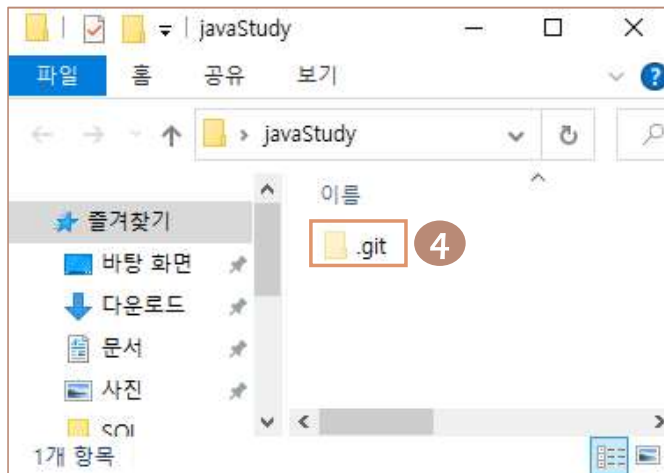 javaStudy
파일 홈 공유 보기
javaStudy
이름
즐겨찾기
.git
4
바탕 화면
다운로드
문서
사진
SQL
1개 항목